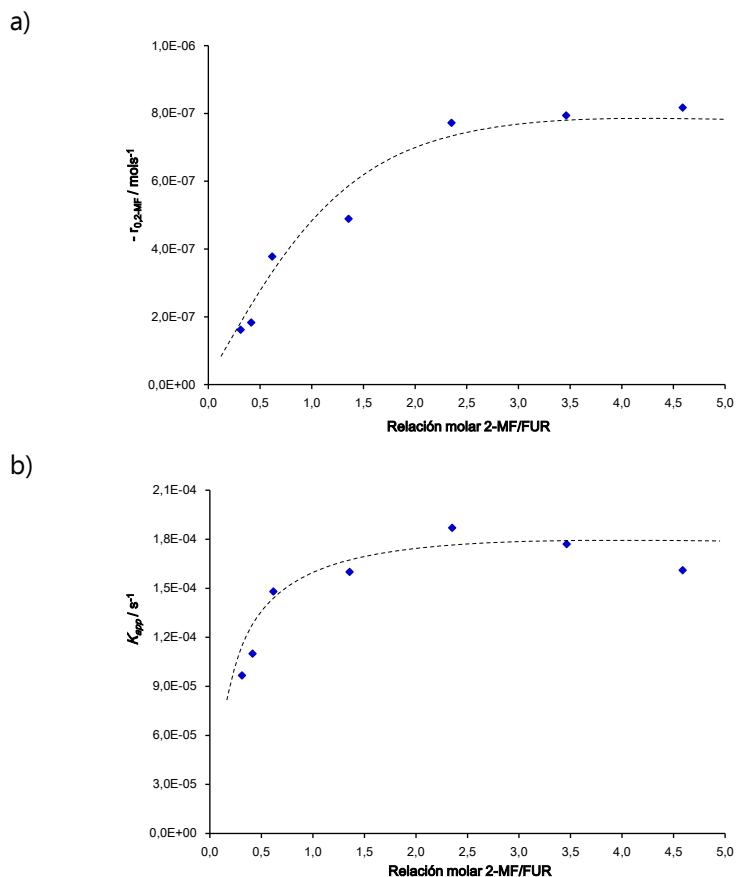 a)
1,0E-06
8,0E-07
6,0E-07
4,0E-07
2,0E-07
0,0E+00
- r0,2-MF / mols-1
0,0 0,5 1,0 1,5 2,0 2,5 3,0 3,5 4,0 4,5 5,0
Relación molar 2-MF/FUR
b)
2,1E-04
1,8E-04
1,5E-04
1,2E-04
9,0E-05
6,0E-05
3,0E-05
0,0E+00
Kapp / s-1
0,0 0,5 1,0 1,5 2,0 2,5 3,0 3,5 4,0 4,5 5,0
Relación molar 2-MF/FUR